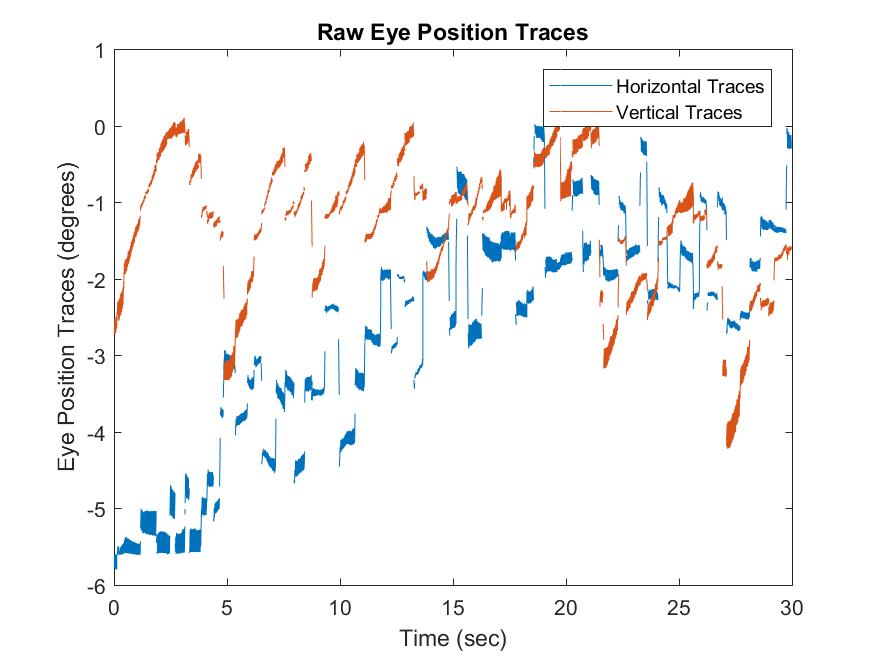 Raw Eye Position Traces
Horizontal Traces
Vertical Traces
Eye Position Traces (degrees)
1
0
-1
-2
-3
-4
-5
-6
0 5 10 15 20 25 30
Time (sec)